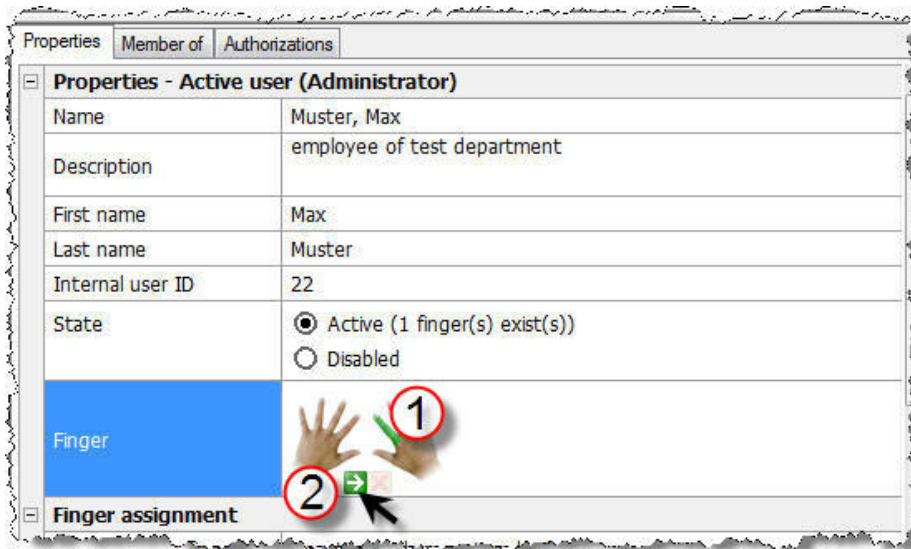 Properties Member of Authorizations
Properties - Active user (Administrator)
Name Muster, Max
Description employee of test department
First name Max
Last name Muster
Internal user ID 22
State Active (1 finger(s) exist(s))
Disabled
Finger 1
2
Finger assignment